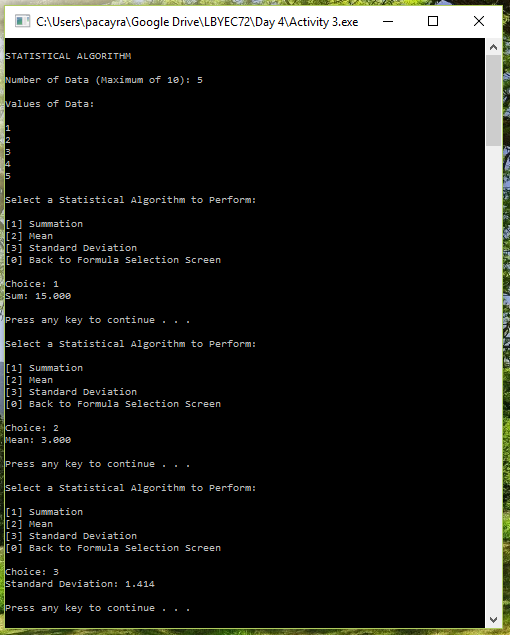 C:\Users\pacayra\Google Drive\LBYEC72\Day 4\Activity 3.exe
STATISTICAL ALGORITHM
Number of Data (Maximum of 10): 5
Values of Data:
1
2
3
4
5
Select a Statistical Algorithm to Perform:
[1] Summation
[2] Mean
[3] Standard Deviation
[0] Back to Formula Selection Screen
Choice: 1
Sum: 15.000
Press any key to continue . . .
Select a Statistical Algorithm to Perform:
[1] Summation
[2] Mean
[3] Standard Deviation
[0] Back to Formula Selection Screen
Choice: 2
Mean: 3.000
Press any key to continue . . .
Select a Statistical Algorithm to Perform:
[1] Summation
[2] Mean
[3] Standard Deviation
[0] Back to Formula Selection Screen
Choice: 3
Standard Deviation: 1.414
Press any key to continue . . .